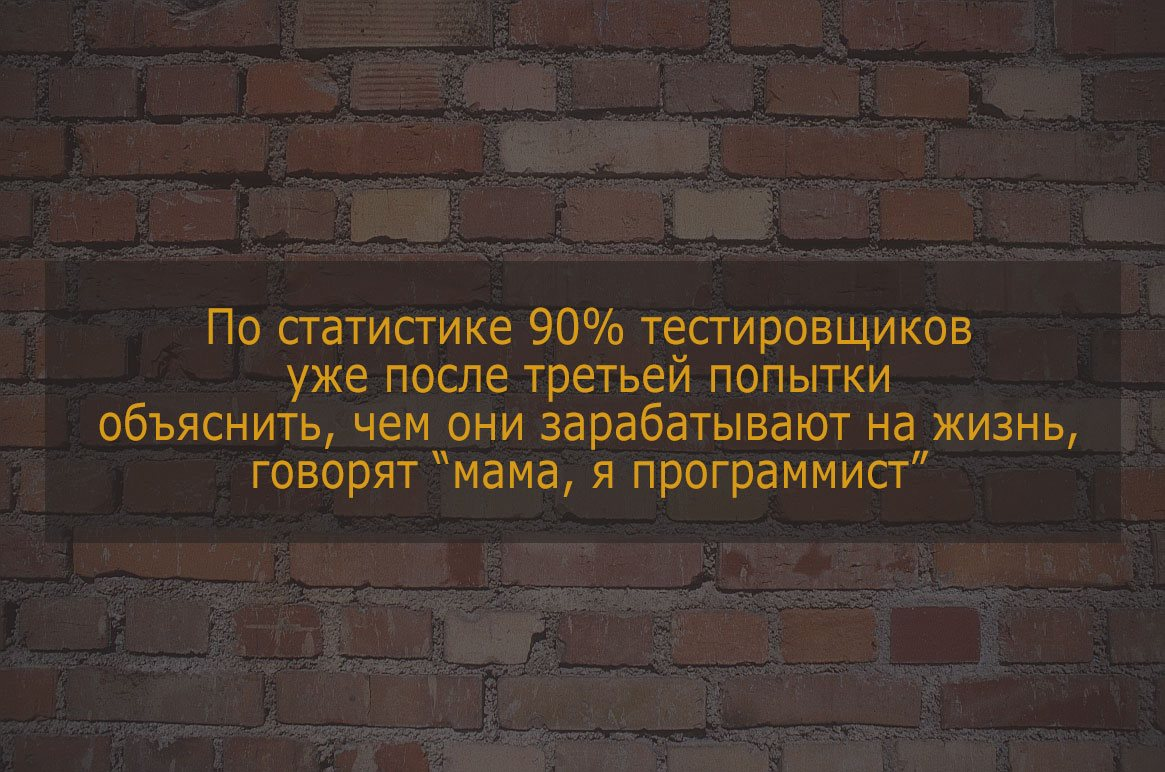 По статистике 90% тестировщиков
уже после третьей попытки
объяснить, чем они зарабатывают на жизнь,
говорят “мама, я программист”